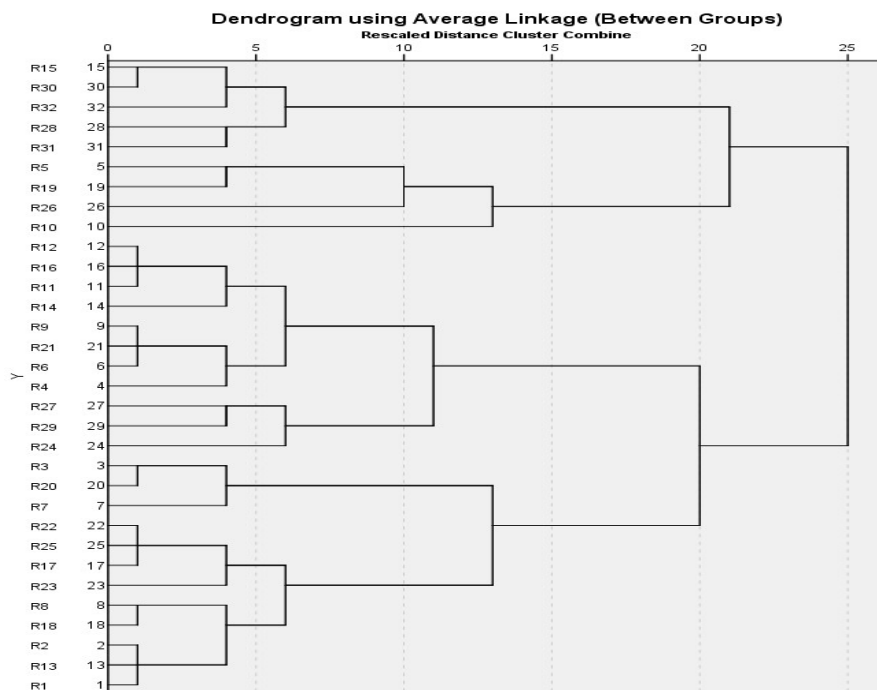 Dendrogram using Average Linkage (Between Groups)
Rescaled Distance Cluster Combine
0 5 10 15 20 25
R15 15
R30 30
R32 32
R28 28
R31 31
R5 5
R19 19
R26 26
R10 10
R12 12
R16 16
R11 11
R14 14
R9 9
R21 21
R6 6
R4 4
Y
R27 27
R29 29
R24 24
R3 3
R20 20
R7 7
R22 22
R25 25
R17 17
R23 23
R8 8
R18 18
R2 2
R13 13
R1 1